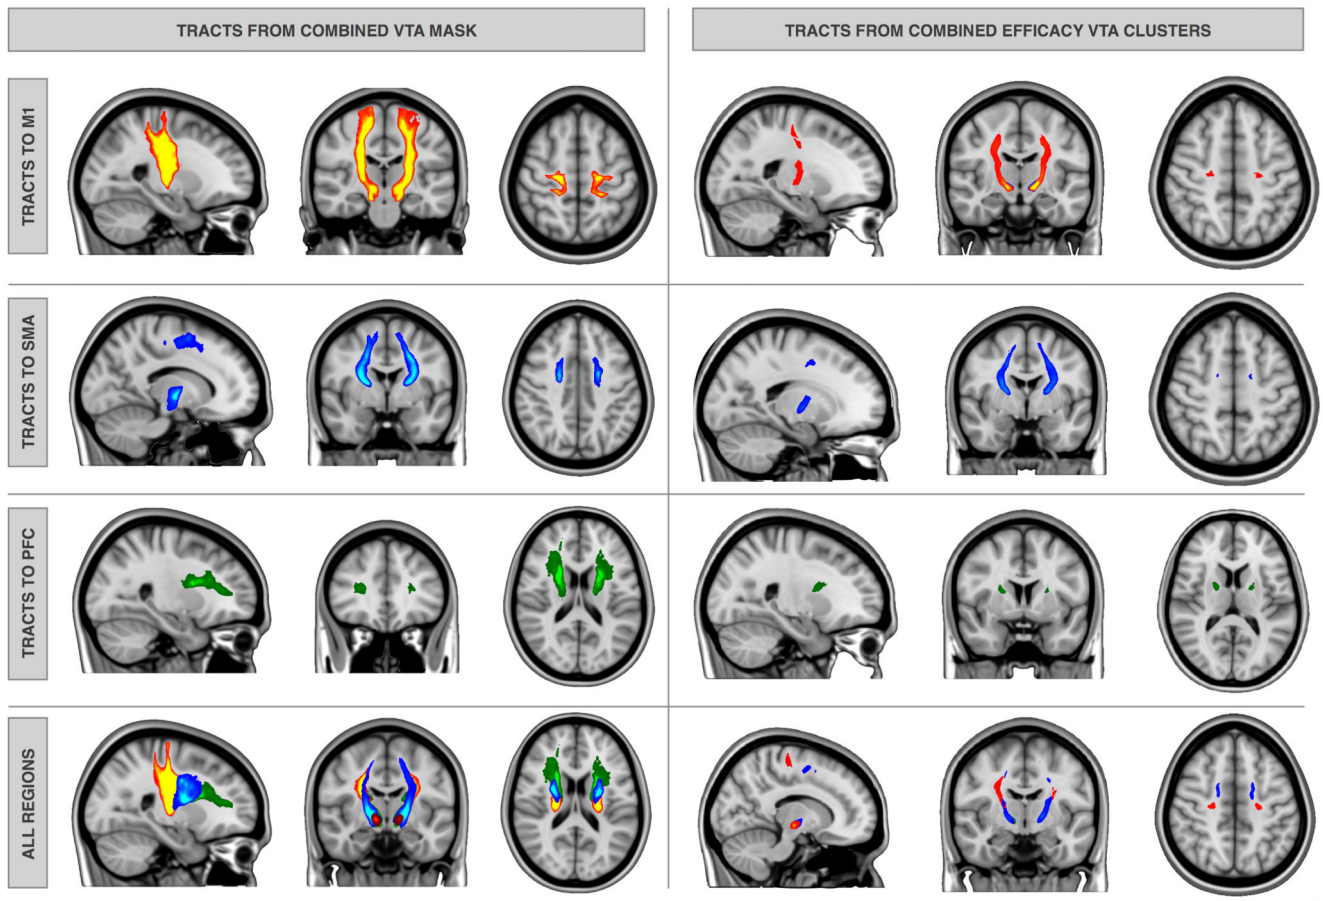 TRACTS FROM COMBINED VTA MASK
TRACTS FROM COMBINED EFFICACY VTA CLUSTERS
TRACTS TO M1
TRACTS TO SMA
TRACTS TO PFC
ALL REGIONS